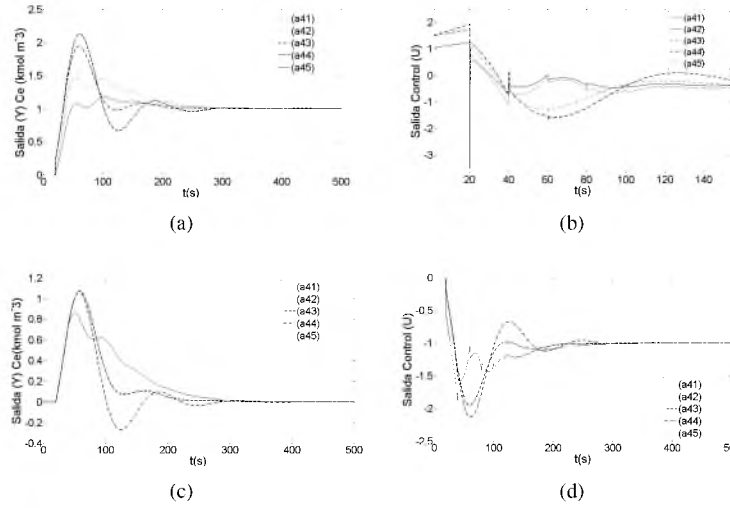 Salida (Y) Ce (kmol m^3)
2.5
2
1.5
1
0.5
0
0
100
200
300
400
500
t(s)
(a41)
(a42)
(a43)
(a44)
(a45)
(a)
Salida Control (U)
2
1
0
-1
-2
-3
20
40
60
80
100
120
140
t(s)
(a41)
(a42)
(a43)
(a44)
(a45)
(b)
Salida (Y) Ce(kmol m^3)
1.2
1
0.8
0.6
0.4
0.2
0
-0.2
-0.4
0
100
200
300
400
500
t(s)
(a41)
(a42)
(a43)
(a44)
(a45)
(c)
Salida Control (U)
0
-0.5
-1
-1.5
-2
-2.5
0
100
200
300
400
500
t(s)
(a41)
(a42)
(a43)
(a44)
(a45)
(d)